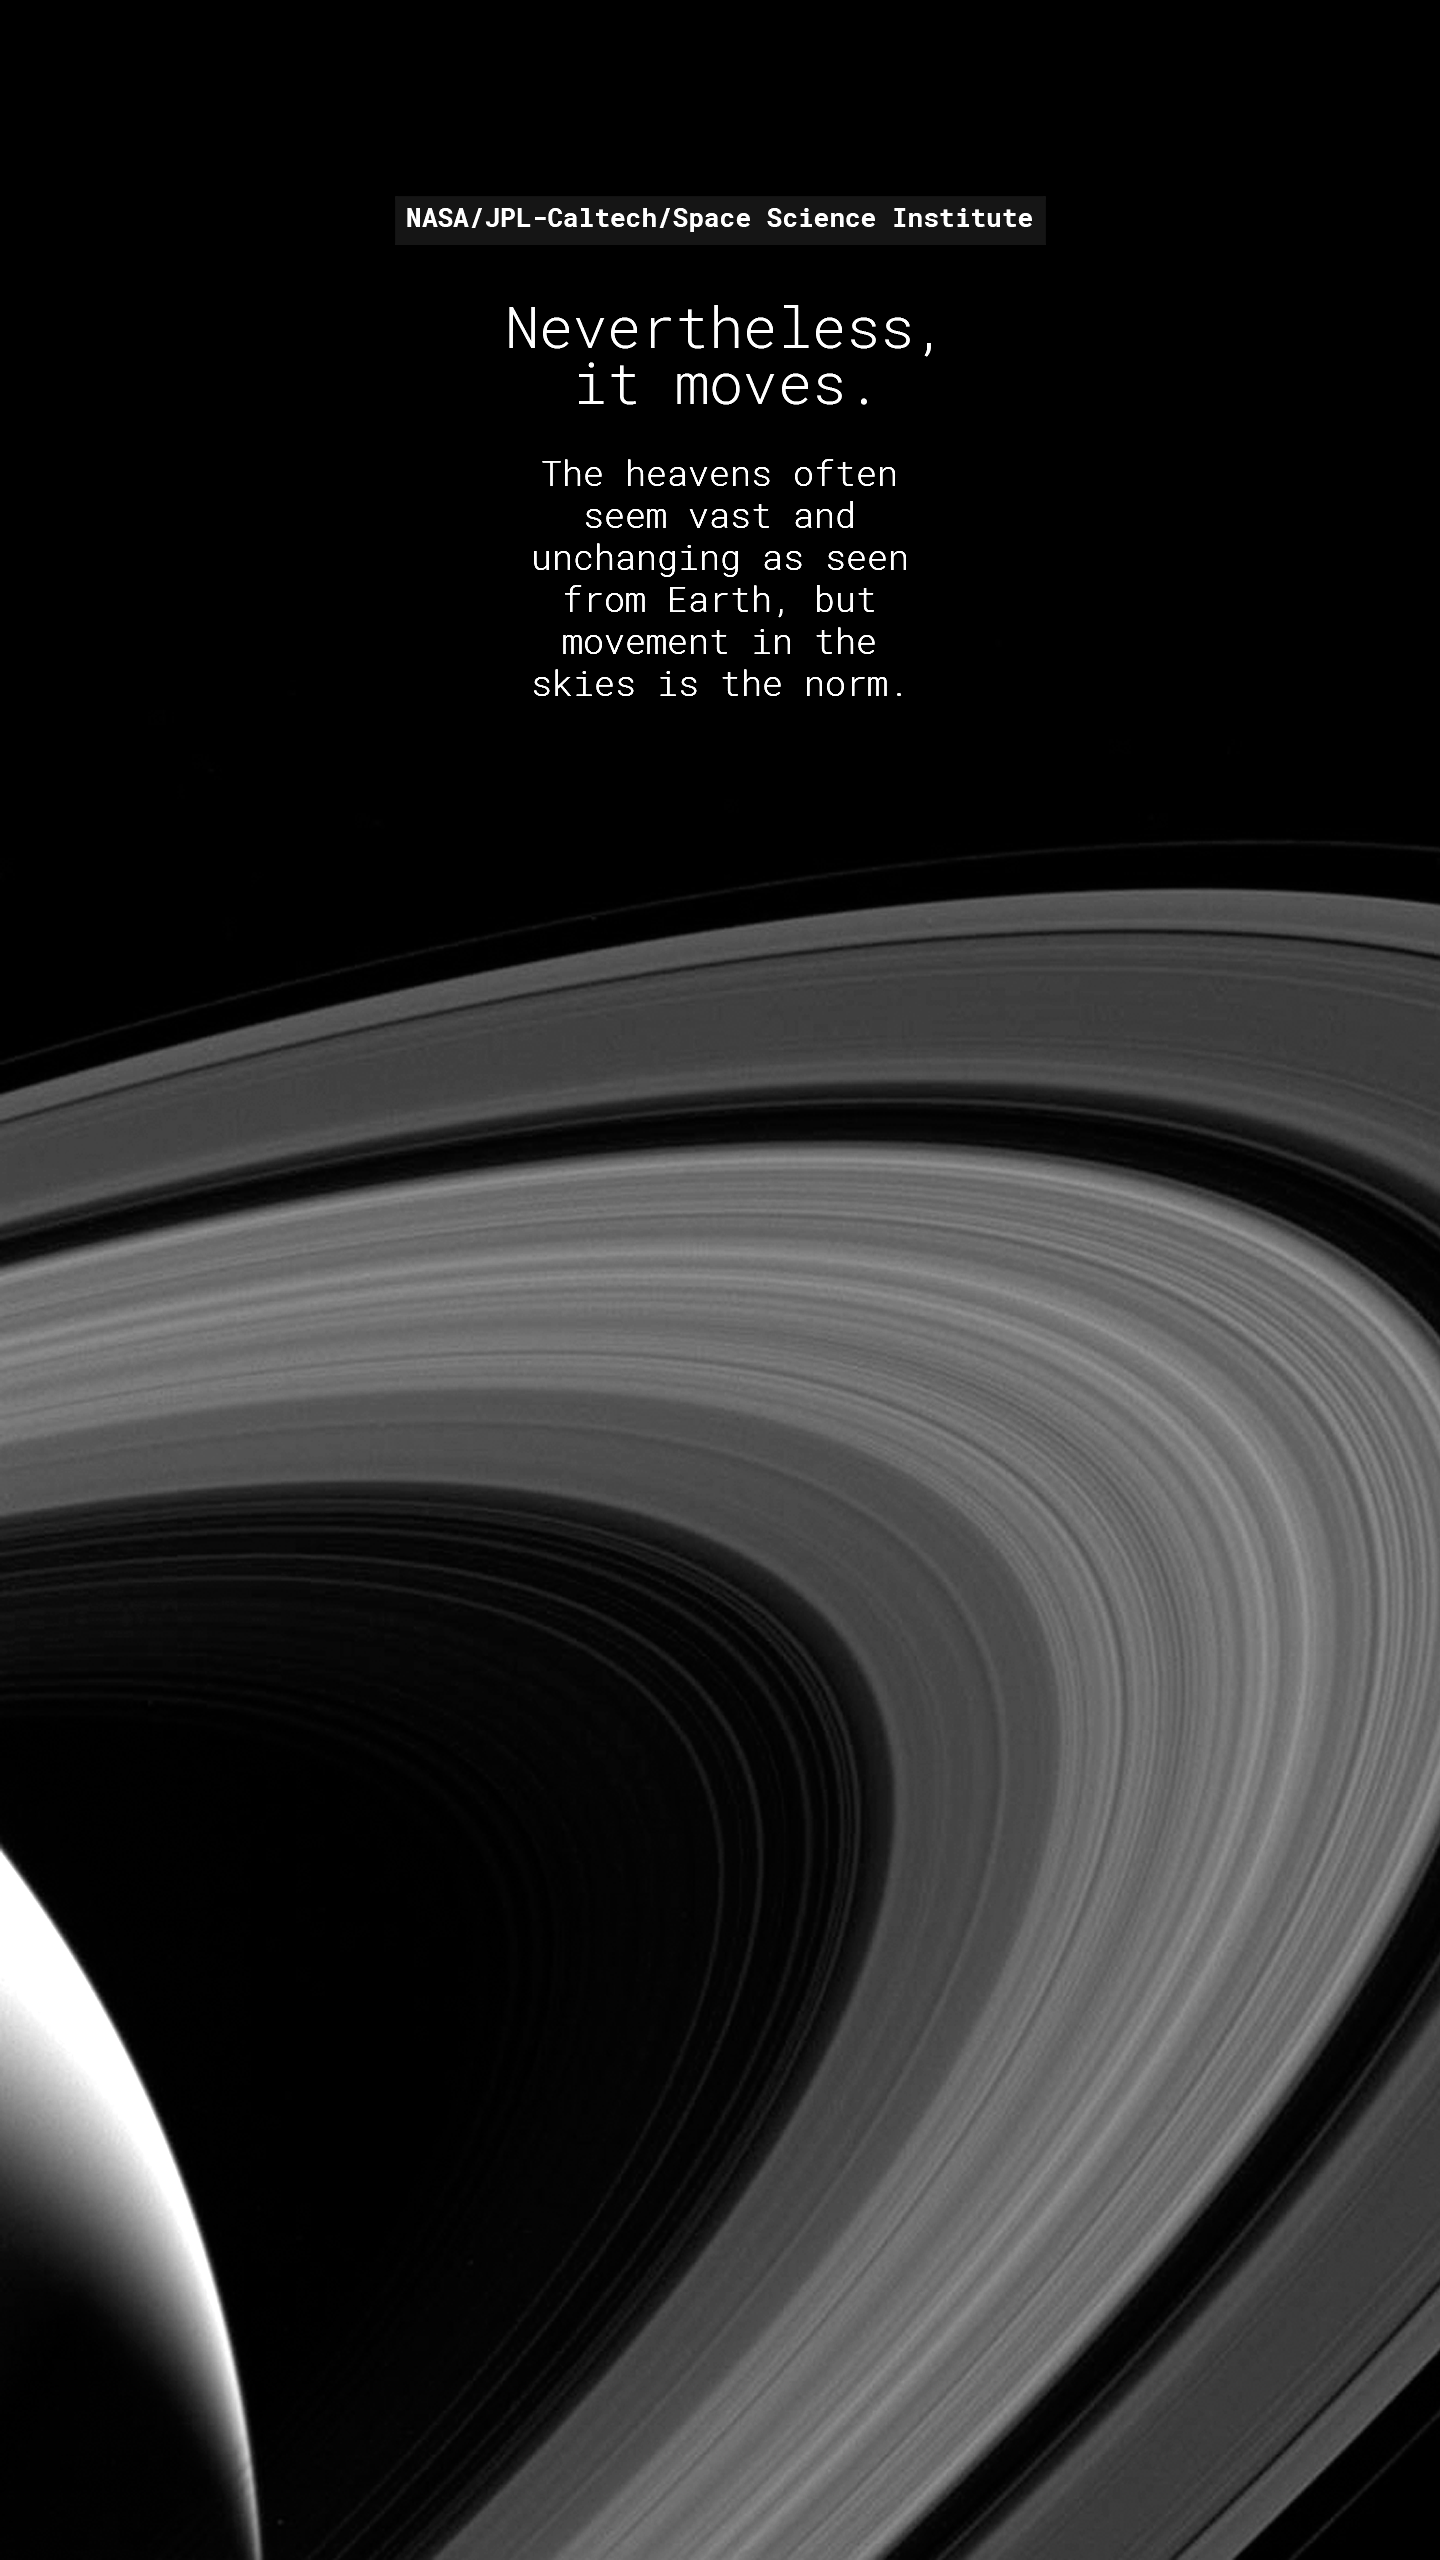 NASA/JPL-Caltech/Space Science Institute
Nevertheless,
it moves.
The heavens often
seem vast and
unchanging as seen
from Earth, but
movement in the
skies is the norm.